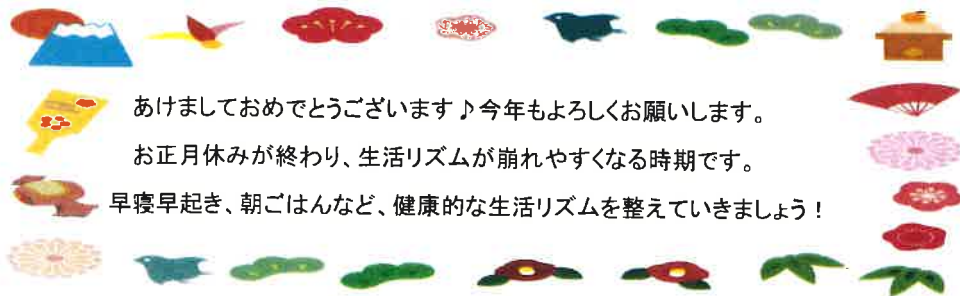 あけましておめでとうございます♪今年もよろしくお願いします。
お正月休みが終わり、生活リズムが崩れやすくなる時期です。
早寝早起き、朝ごはんなど、健康的な生活リズムを整えていきましょう！